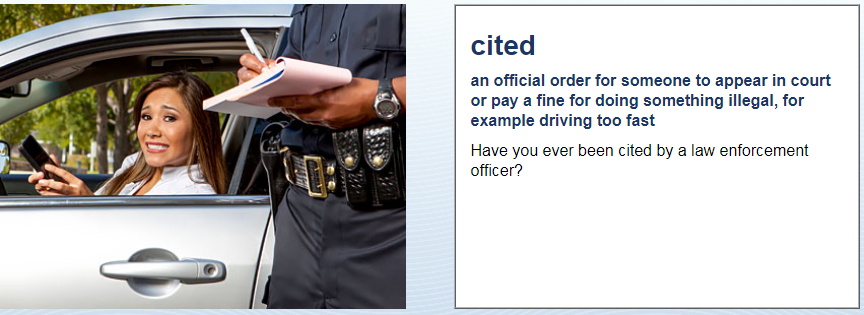 cited
an official order for someone to appear in court
or pay a fine for doing something illegal, for
example driving too fast
Have you ever been cited by a law enforcement
officer?